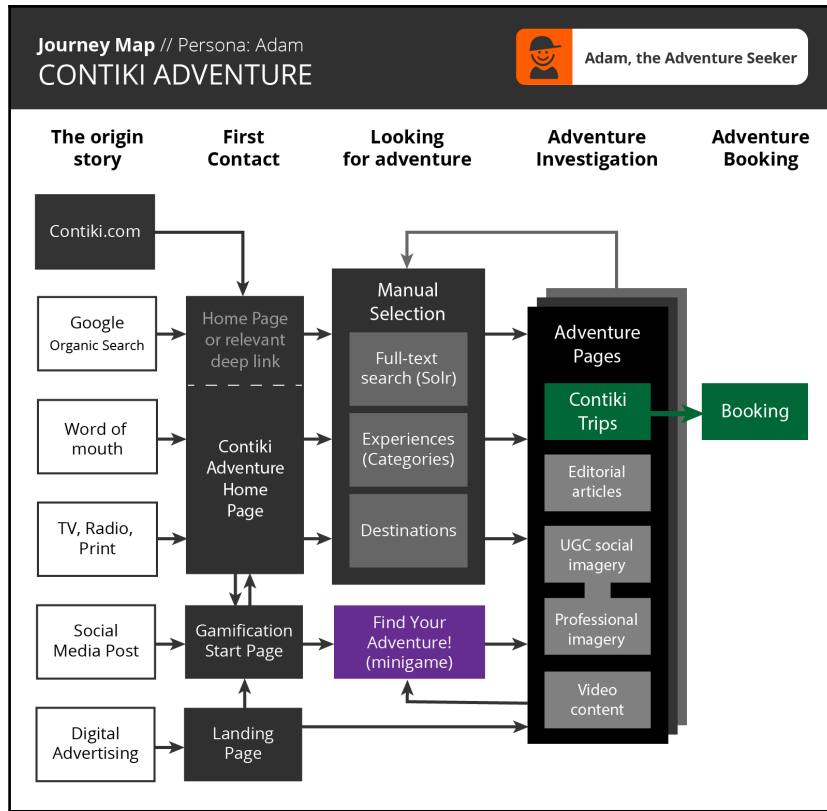 Journey Map // Persona: Adam
CONTIKI ADVENTURE
Adam, the Adventure Seeker
The origin
story
First
Contact
Looking
for adventure
Adventure
Investigation
Adventure
Booking
Contiki.com
Google
Organic Search
Word of
mouth
TV, Radio,
Print
Social
Media Post
Digital
Advertising
Home Page
or relevant
deep link
Contiki
Adventure
Home
Page
Gamification
Start Page
Landing
Page
Manual
Selection
Full-text
search (Solr)
Experiences
(Categories)
Destinations
Find Your
Adventure!
(minigame)
Adventure
Pages
Contiki
Trips
Editorial
articles
UGC social
imagery
Professional
imagery
Video
content
Booking